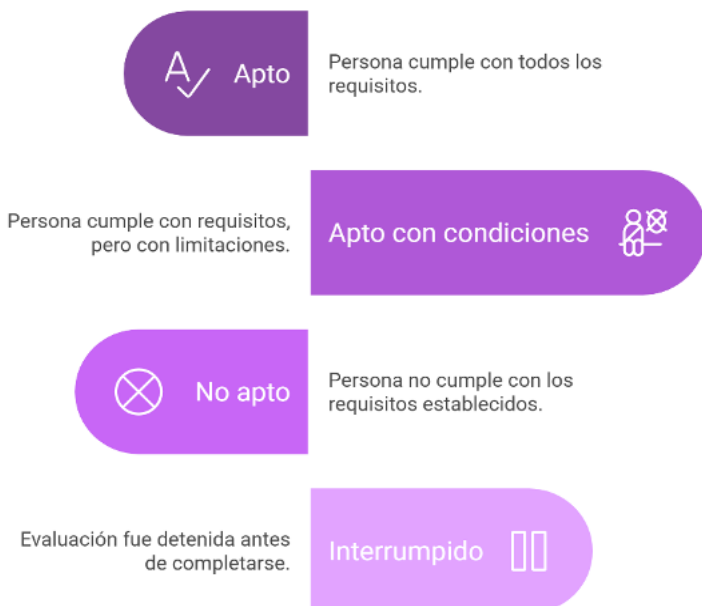 Apto
Persona cumple con todos los
requisitos.
Persona cumple con requisitos,
pero con limitaciones.
Apto con condiciones
No apto
Persona no cumple con los
requisitos establecidos.
Evaluación fue detenida antes
de completarse.
Interrumpido